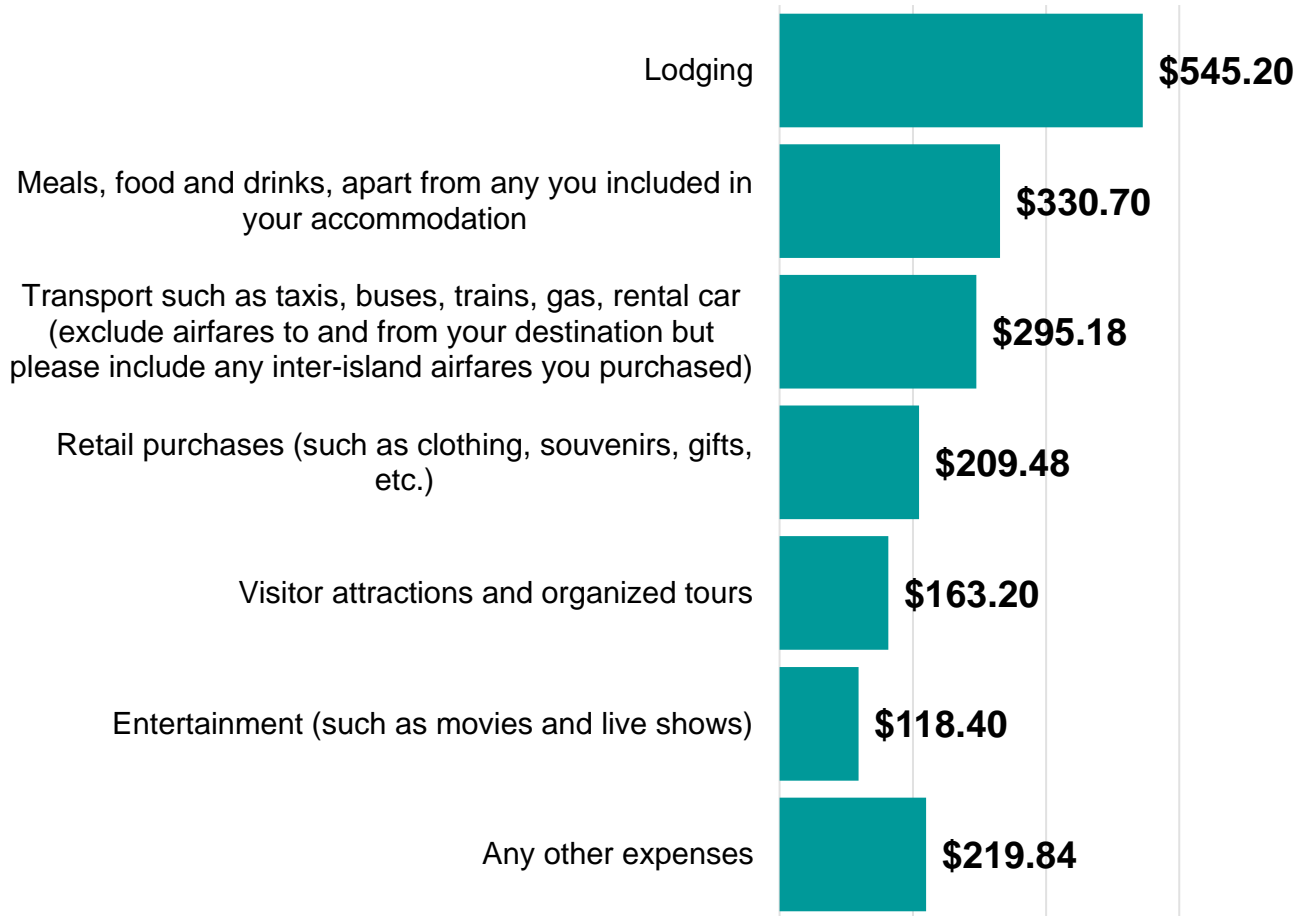 Lodging
$545.20
Meals, food and drinks, apart from any you included in
your accommodation
$330.70
Transport such as taxis, buses, trains, gas, rental car
(exclude airfares to and from your destination but
please include any inter-island airfares you purchased)
$295.18
Retail purchases (such as clothing, souvenirs, gifts,
etc.)
$209.48
Visitor attractions and organized tours
$163.20
Entertainment (such as movies and live shows)
$118.40
Any other expenses
$219.84